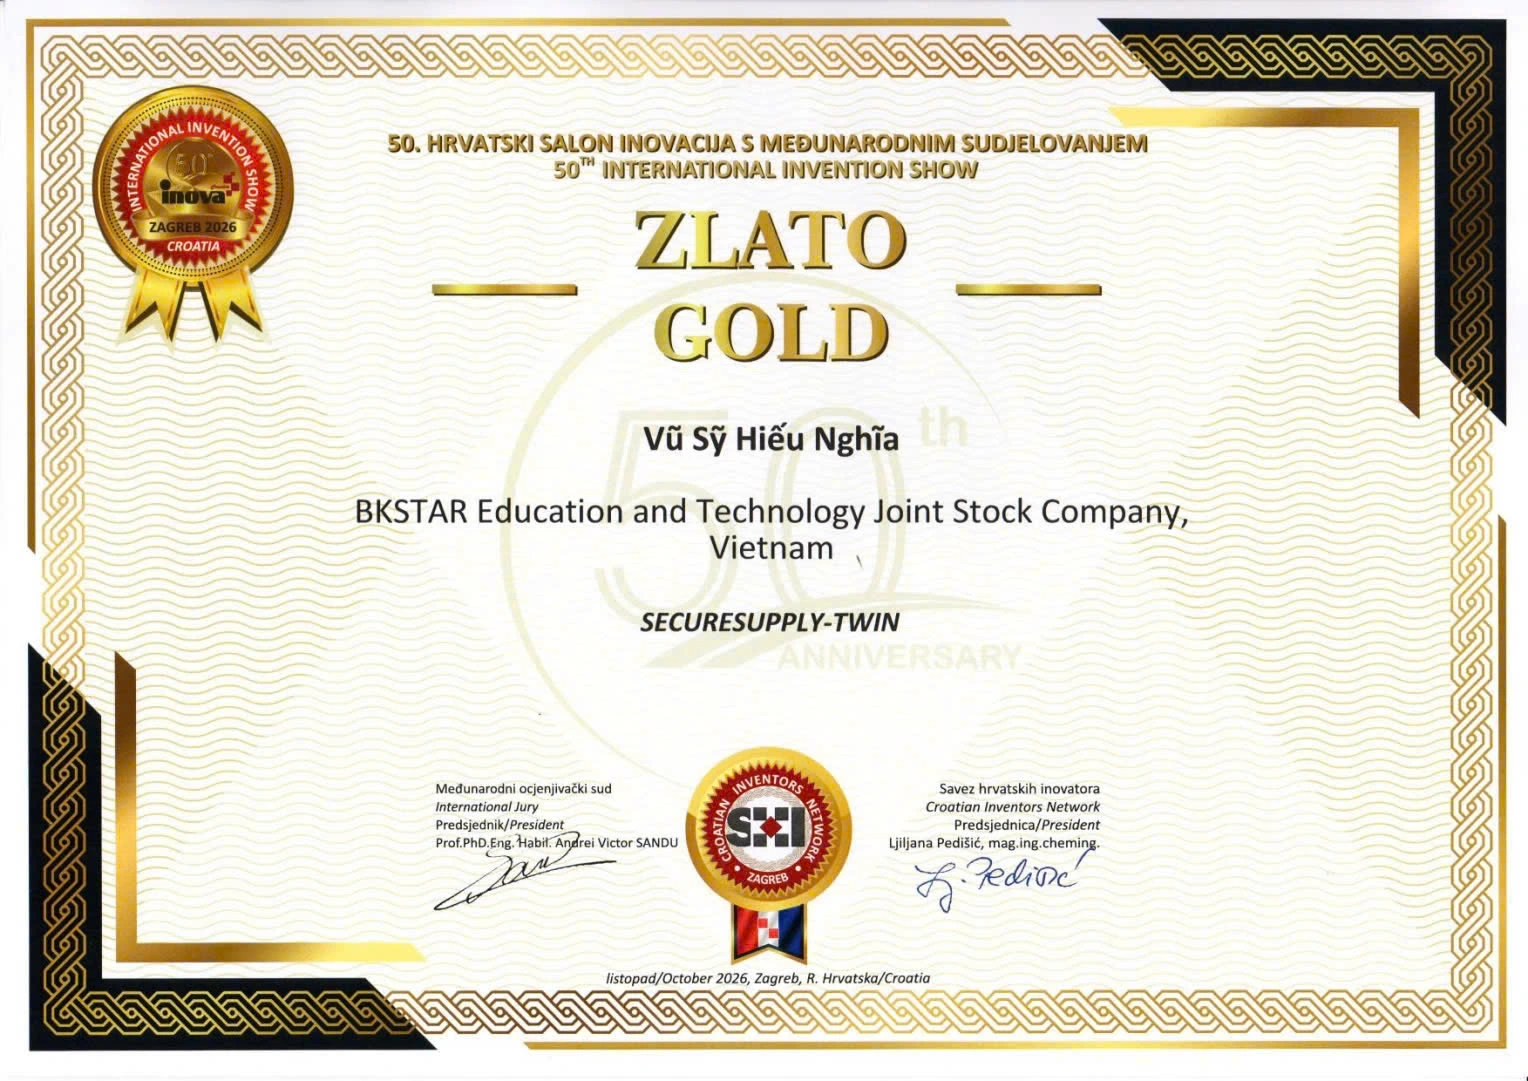 50. HRVATSKI SALON INOVACIJA S MEĐUNARODNIM SUDJELOVANJEM
50TH INTERNATIONAL INVENTION SHOW
INTERNATIONAL INVENTION SHOW
50
inova
ZAGREB 2026
CROATIA
ZLATO
GOLD
Vũ Sỹ Hiếu Nghĩa
BKSTAR Education and Technology Joint Stock Company,
Vietnam
SECURESUPPLY-TWIN
50th
ANNIVERSARY
Međunarodni ocjenjivački sud
International Jury
Predsjednik/President
Prof.PhD.Eng.Habil. Andrei Victor SANDU
CROATIAN INVENTORS NETWORK
SHI
ZAGREB
Savez hrvatskih inovatora
Croatian Inventors Network
Predsjednica/President
Ljiljana Pedišić, mag.ing.cheming.
Lj. Pedišić
listopad/October 2026, Zagreb, R. Hrvatska/Croatia